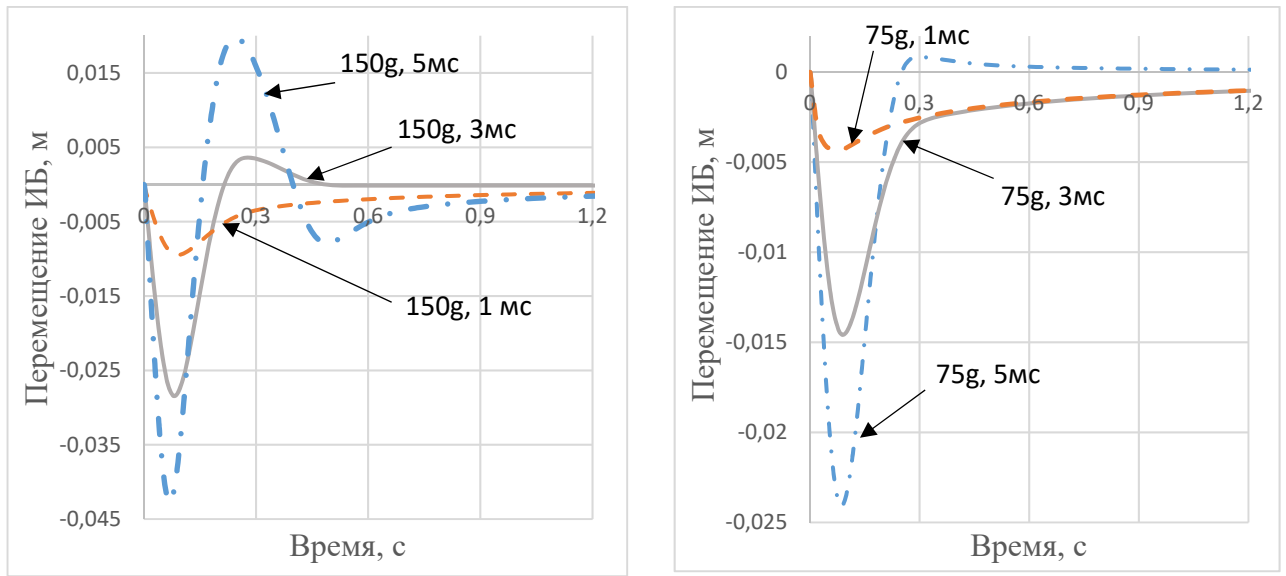 Перемещение ИБ, м
0,015
0,005
-0,005
-0,015
-0,025
-0,035
-0,045
0
0,3
0,6
0,9
1,2
150g, 5мс
150g, 3мс
150g, 1 мс
Время, с
Перемещение ИБ, м
0
-0,005
-0,01
-0,015
-0,02
-0,025
0
0,3
0,6
0,9
1,2
75g, 1мс
75g, 3мс
75g, 5мс
Время, с